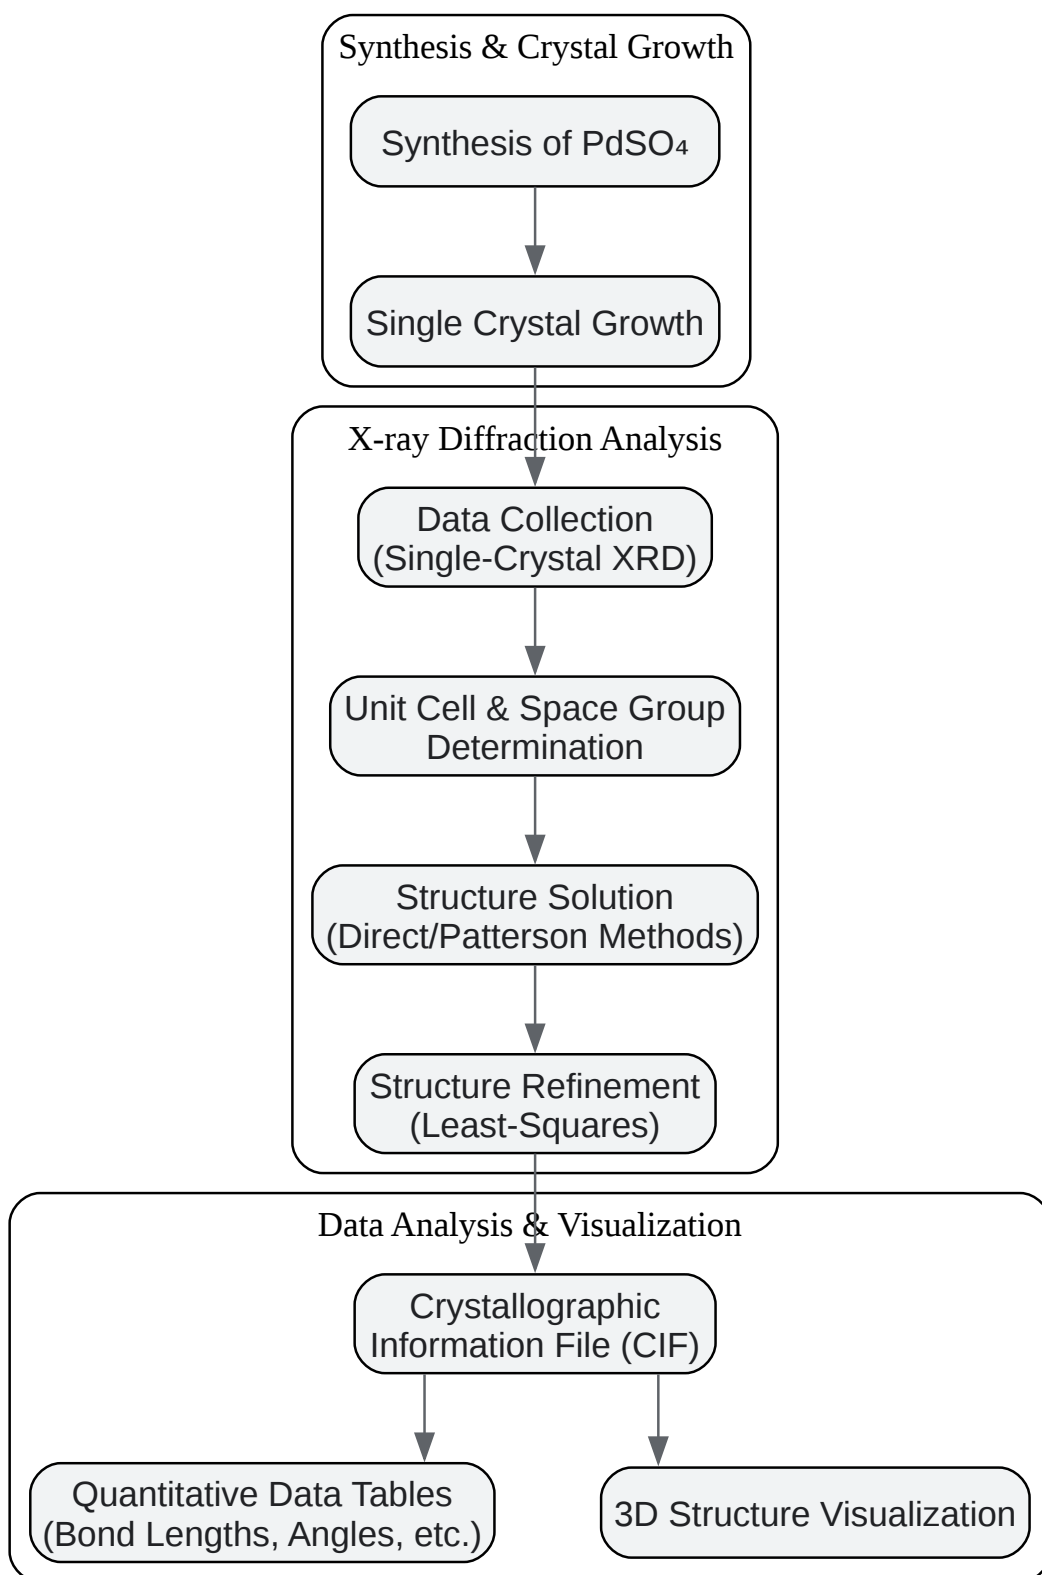 Synthesis & Crystal Growth
Synthesis of PdSO₄
Single Crystal Growth
X-ray Diffraction Analysis
Data Collection
(Single-Crystal XRD)
Unit Cell & Space Group
Determination
Structure Solution
(Direct/Patterson Methods)
Structure Refinement
(Least-Squares)
Data Analysis & Visualization
Crystallographic
Information File (CIF)
Quantitative Data Tables
(Bond Lengths, Angles, etc.)
3D Structure Visualization